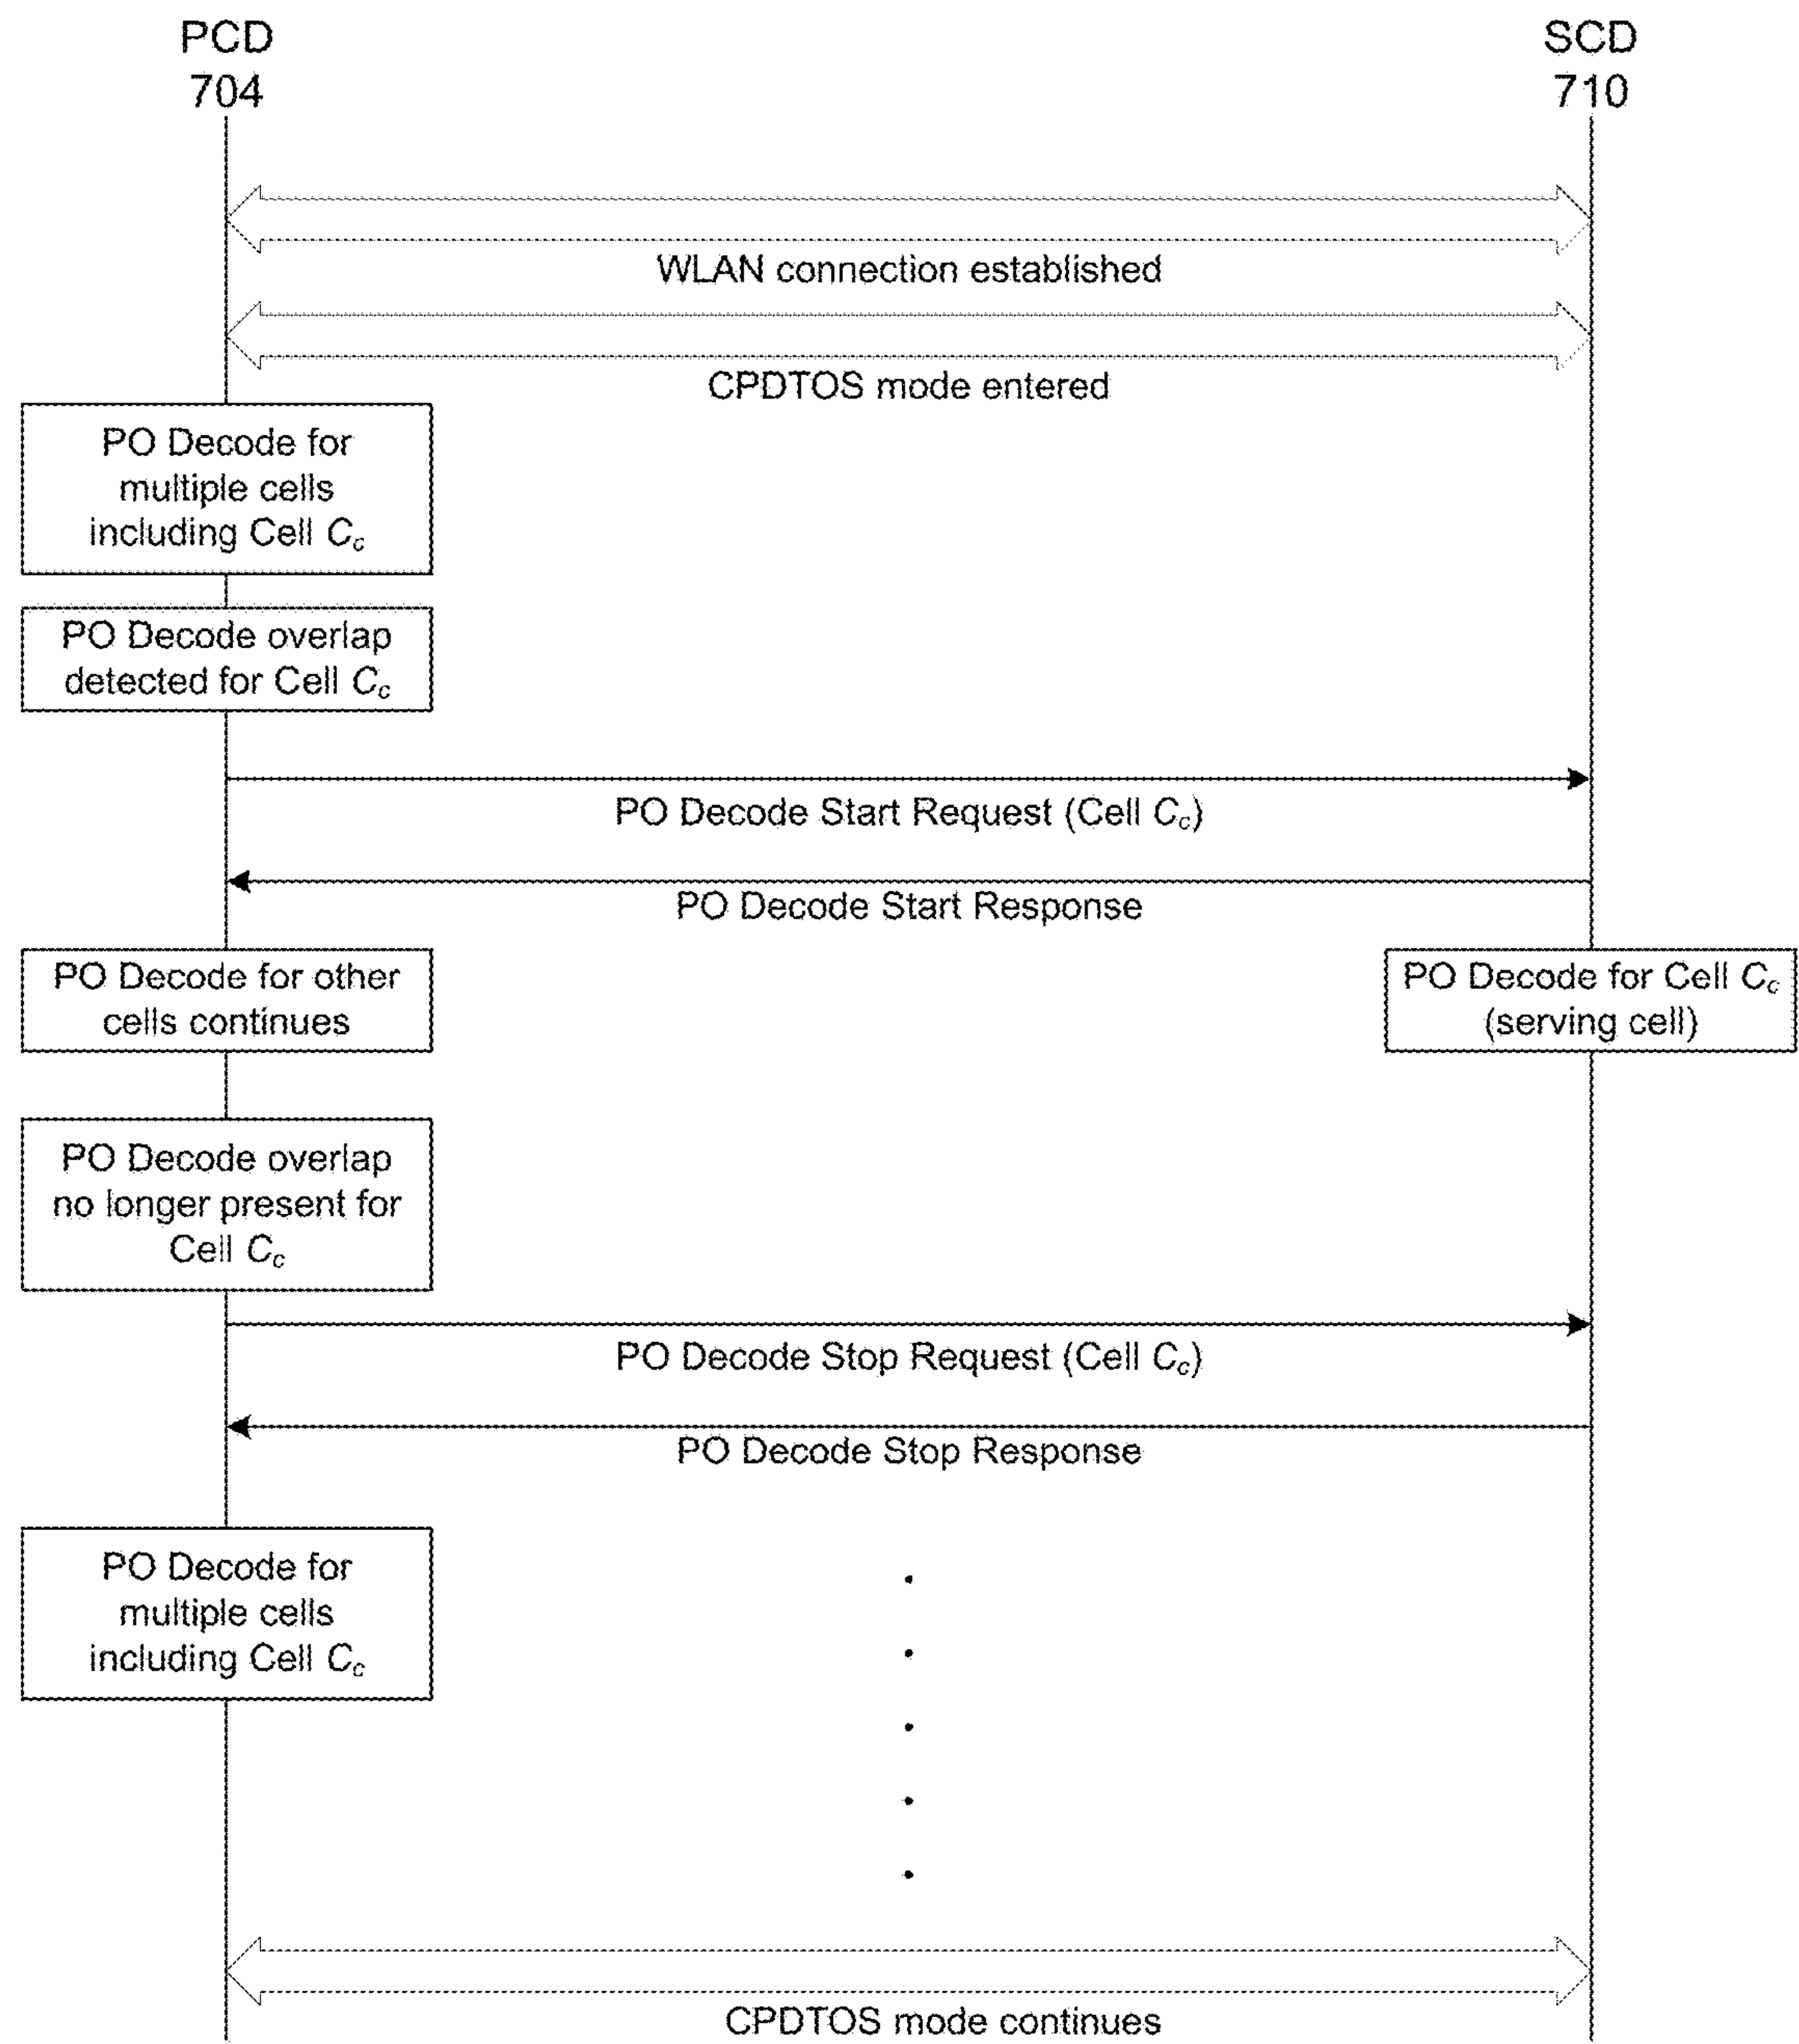 PCD
704
SCD
710
WLAN connection established
CPDTOS mode entered
PO Decode for
multiple cells
including Cell Cc
PO Decode overlap
detected for Cell Cc
PO Decode Start Request (Cell Cc)
PO Decode Start Response
PO Decode for other
cells continues
PO Decode for Cell Cc
(serving cell)
PO Decode overlap
no longer present for
Cell Cc
PO Decode Stop Request (Cell Cc)
PO Decode Stop Response
PO Decode for
multiple cells
including Cell Cc
CPDTOS mode continues